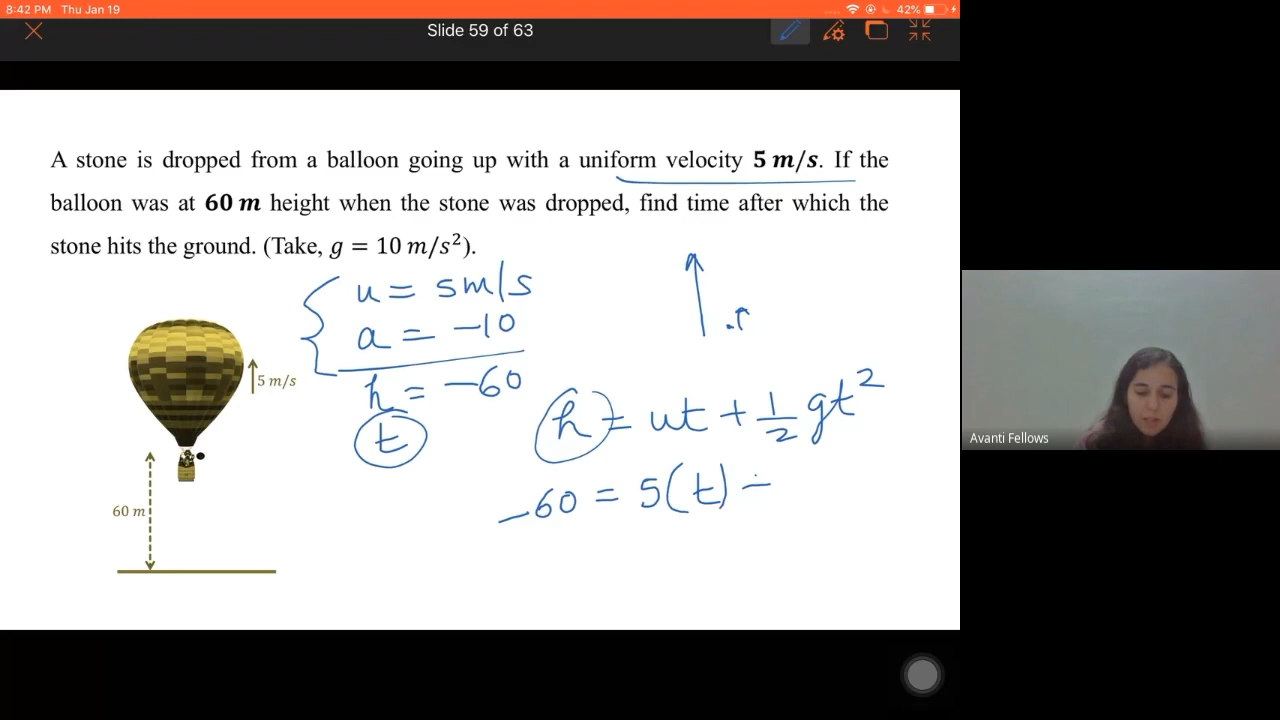 8:42 PM Thu Jan 19
42%
Slide 59 of 63
A stone is dropped from a balloon going up with a uniform velocity 5 m/s. If the
balloon was at 60 m height when the stone was dropped, find time after which the
stone hits the ground. (Take, g = 10 m/s²).
u = 5m/s
a = -10
h = -60
t
5 m/s
60 m
h = ut + 1/2 gt²
-60 = 5(t) -
Avanti Fellows